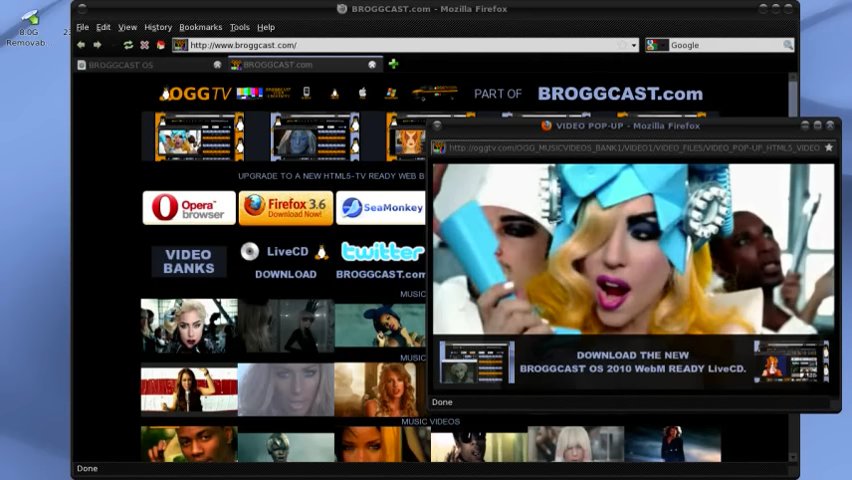 BROGGCAST.com - Mozilla Firefox
8.0G
Removab.
23
File Edit View History Bookmarks Tools Help
http://www.broggcast.com/
Google
BROGGCAST OS
BROGGCAST.com
OGGTV
PART OF BROGGCAST.com
VIDEO POP-UP - Mozilla Firefox
http://oggtv.com/OGG_MUSICVIDEOS_BANK1/VIDEO1/VIDEO_FILES/VIDEO_POP-UP_HTML5_VIDEO
UPGRADE TO A NEW HTML5-TV READY WEB B
Opera browser
Firefox 3.6
Download Now!
SeaMonkey
VIDEO BANKS
LiveCD
DOWNLOAD
twitter
BROGGCAST.com
MUSIC
DOWNLOAD THE NEW
BROGGCAST OS 2010 WebM READY LiveCD.
MUSIC
Done
MUSIC VIDEOS
Done